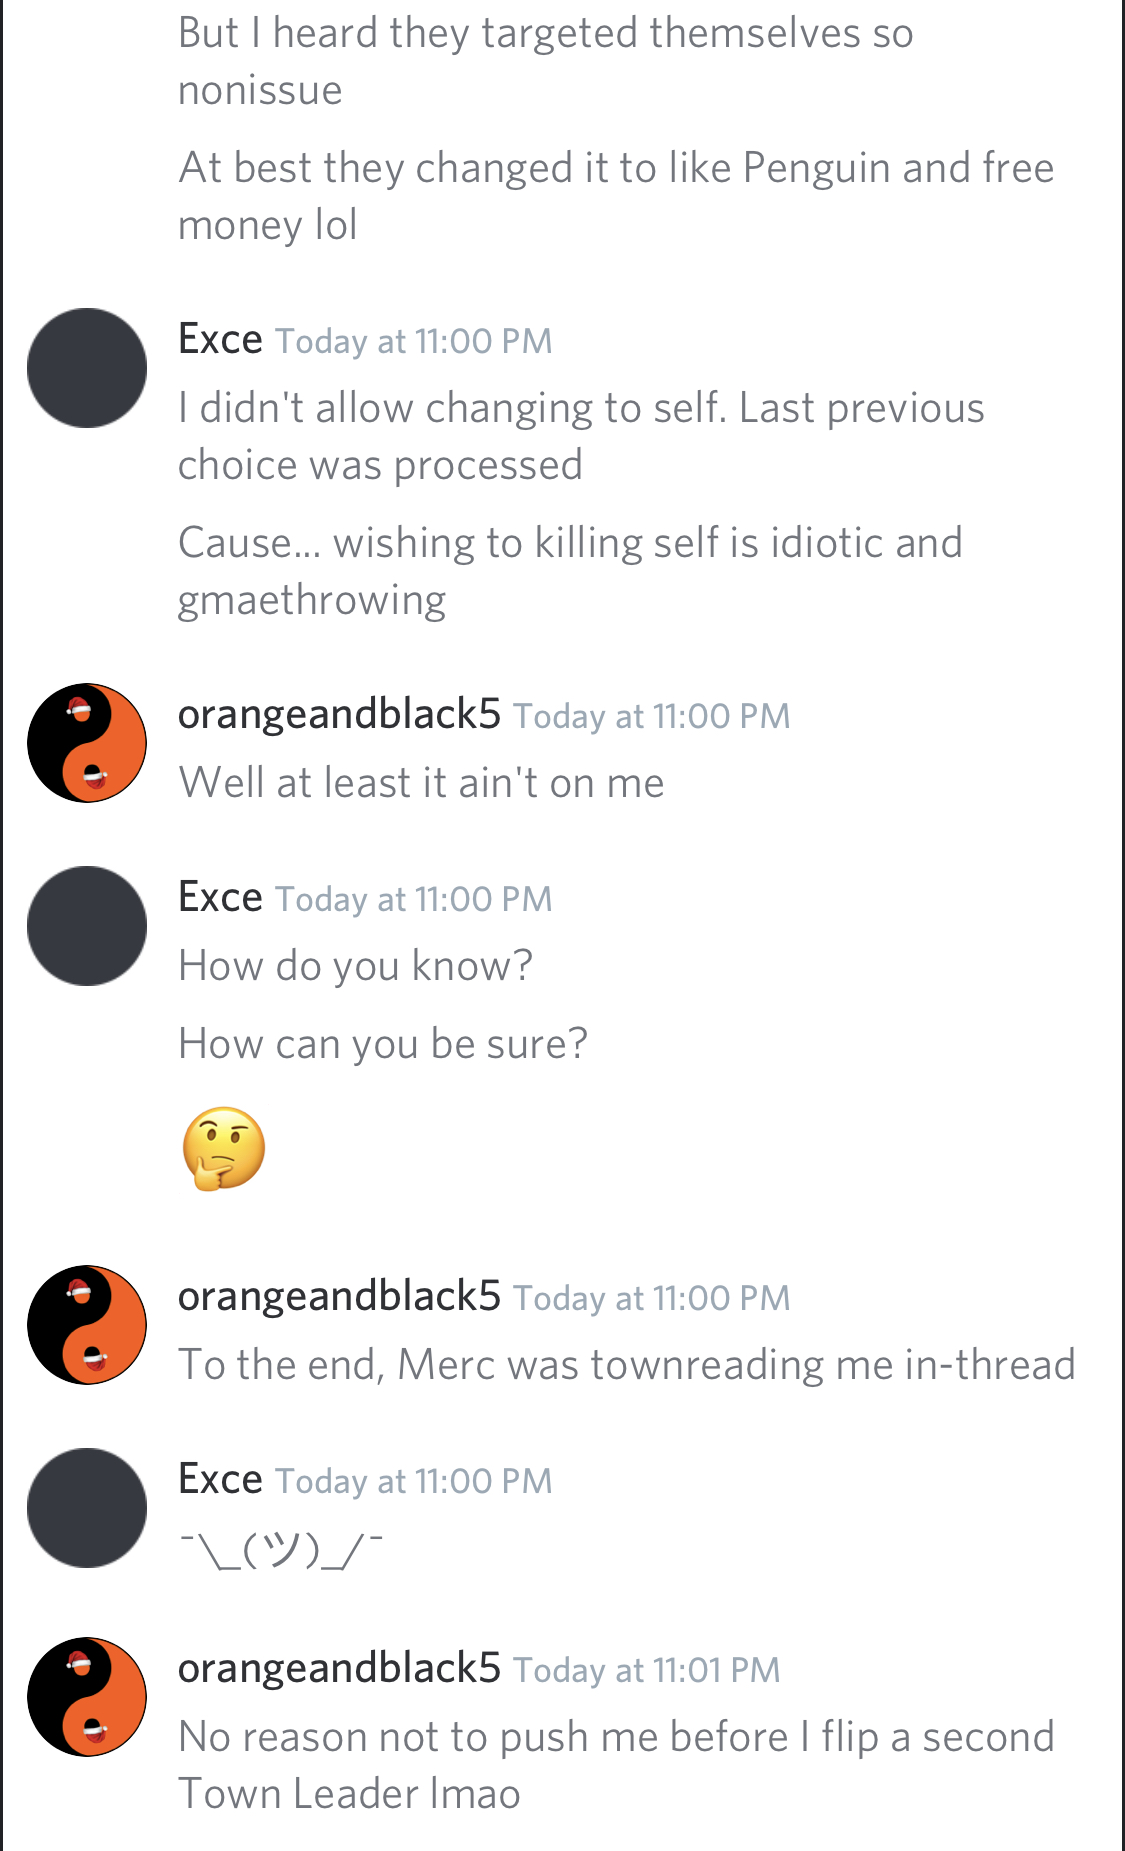 But I heard they targeted themselves so
nonissue
At best they changed it to like Penguin and free
money lol
Exce Today at 11:00 PM
I didn't allow changing to self. Last previous
choice was processed
Cause... wishing to killing self is idiotic and
gmaethrowing
orangeandblack5 Today at 11:00 PM
Well at least it ain't on me
Exce Today at 11:00 PM
How do you know?
How can you be sure?
🤔
orangeandblack5 Today at 11:00 PM
To the end, Merc was townreading me in-thread
Exce Today at 11:00 PM
¯\_(ツ)_/¯
orangeandblack5 Today at 11:01 PM
No reason not to push me before I flip a second
Town Leader lmao